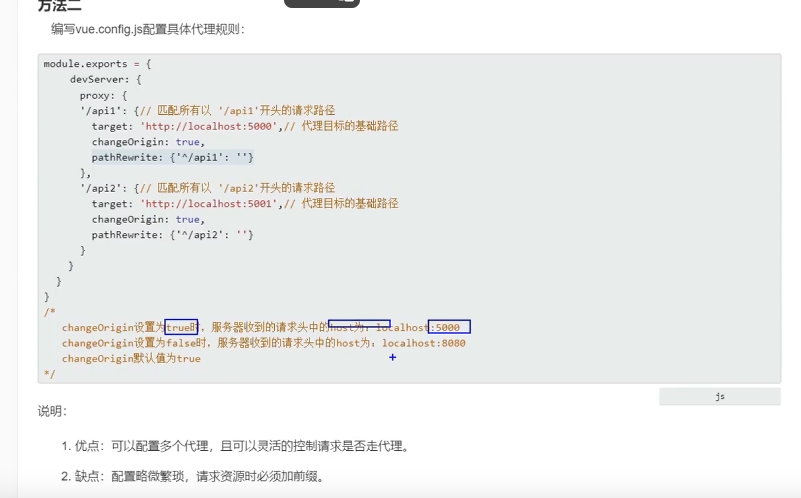 方法二
编写vue.config.js配置具体代理规则：
module.exports = {
devServer: {
proxy: {
'/api1': {// 匹配所有以 '/api1'开头的请求路径
target: 'http://localhost:5000',// 代理目标的基础路径
changeOrigin: true,
pathRewrite: {'^/api1': ''}
},
'/api2': {// 匹配所有以 '/api2'开头的请求路径
target: 'http://localhost:5001',// 代理目标的基础路径
changeOrigin: true,
pathRewrite: {'^/api2': ''}
}
}
}
}
/*
changeOrigin设置为true时，服务器收到的请求头中的host为：localhost:5000
changeOrigin设置为false时，服务器收到的请求头中的host为：localhost:8080
changeOrigin默认值为true
*/
js
说明：
1. 优点：可以配置多个代理，且可以灵活的控制请求是否走代理。
2. 缺点：配置略微繁琐，请求资源时必须加前缀。